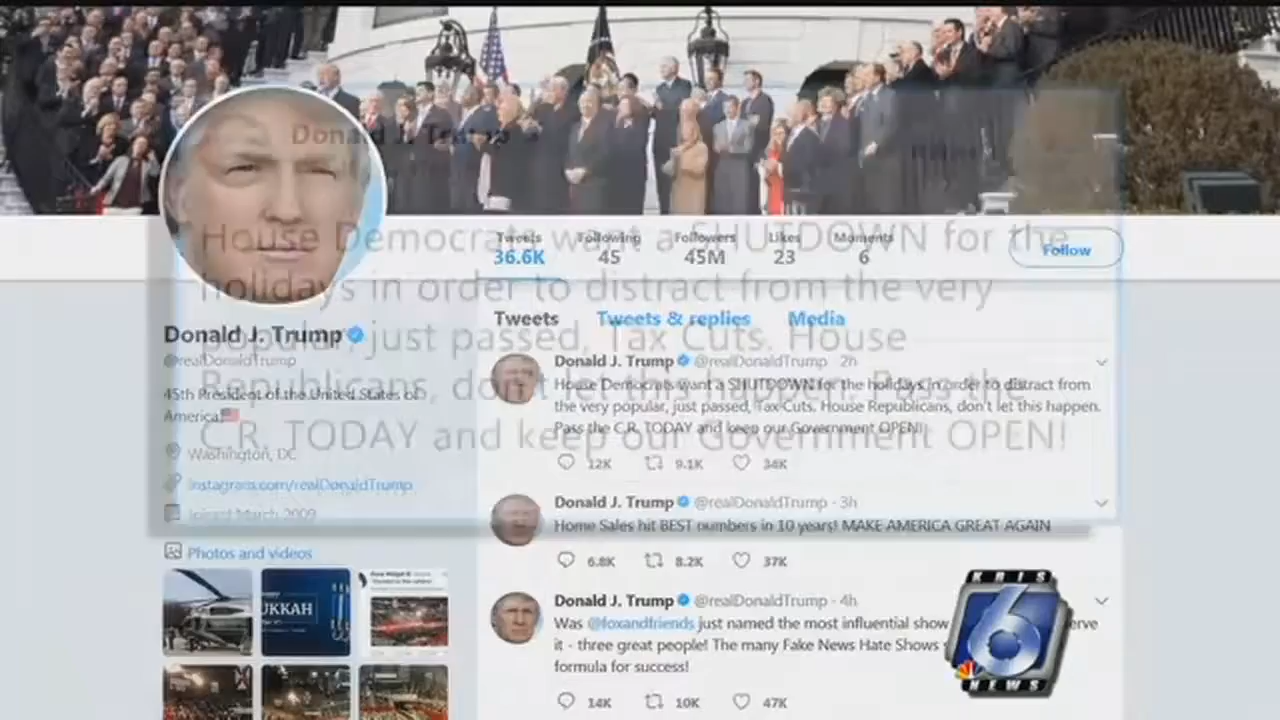 Donald J. Trump
House Democrats want a SHUTDOWN for the
holidays in order to distract from the very
popular, just passed, Tax Cuts. House
Republicans, don't let this happen. Pass the
C.R. TODAY and keep our Government OPEN!
Tweets Following Followers Likes Moments
36.6K 45 45M 23 6
Follow
Donald J. Trump
@realDonaldTrump
45th President of the United States of
America
Washington, DC
Instagram.com/realDonaldTrump
Joined March 2009
Photos and videos
UKKAH
Tweets Tweets & replies Media
Donald J. Trump @realDonaldTrump · 2h
House Democrats want a SHUTDOWN for the holidays in order to distract from
the very popular, just passed, Tax Cuts. House Republicans, don't let this happen.
Pass the C.R. TODAY and keep our Government OPEN!
12K 9.1K 34K
Donald J. Trump @realDonaldTrump · 3h
Home Sales hit BEST numbers in 10 years! MAKE AMERICA GREAT AGAIN
6.8K 8.2K 37K
Donald J. Trump @realDonaldTrump · 4h
Was @foxandfriends just named the most influential show erve
it - three great people! The many Fake News Hate Shows
formula for success!
14K 10K 47K
KRIS
6
NEWS